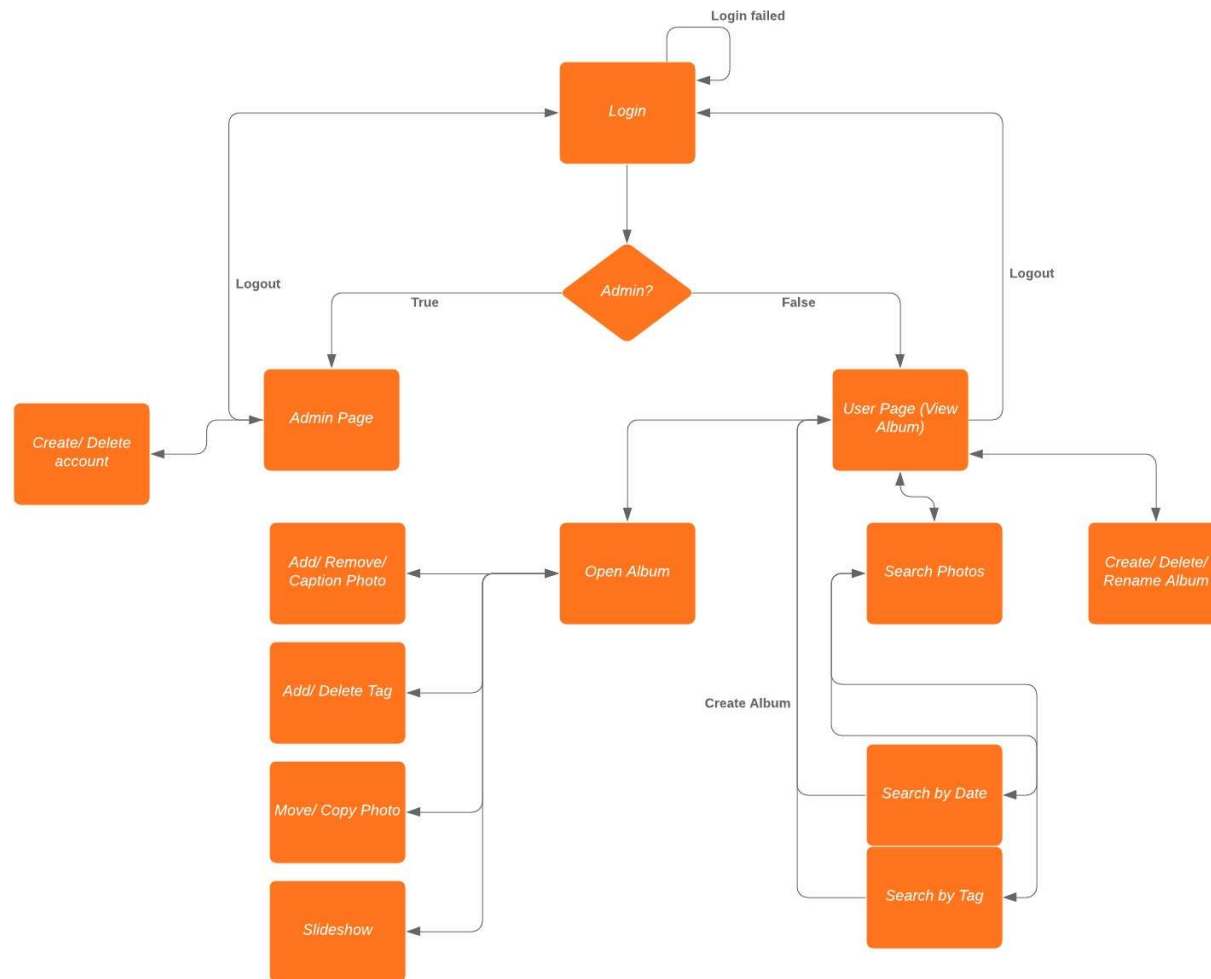 Login failed
Login
Logout
Logout
Admin?
True
False
Admin Page
User Page (View
Album)
Create/ Delete
account
Add/ Remove/
Caption Photo
Open Album
Search Photos
Create/ Delete/
Rename Album
Add/ Delete Tag
Create Album
Move/ Copy Photo
Search by Date
Search by Tag
Slideshow